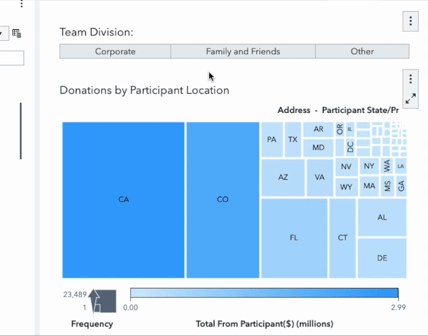 Team Division:
Corporate Family and Friends Other
Donations by Participant Location
Address - Participant State/Pr
CA
CO
PA TX AR OR
MD DC
AZ VA NV NY WA LA
WY MA MS GA
FL CT AL
DE
23,489
1
0.00 2.99
Frequency Total From Participant($) (millions)